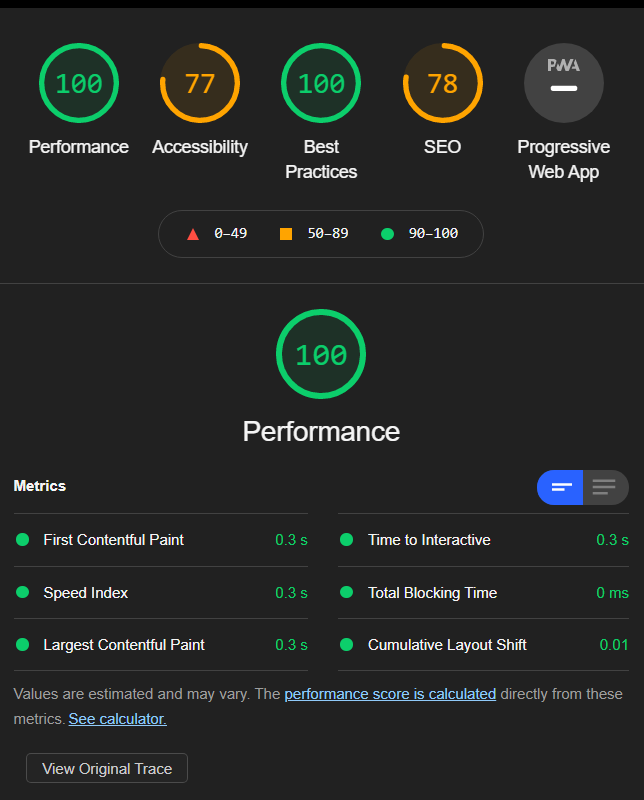 100 77 100 78 PWA
Performance Accessibility Best Practices SEO Progressive Web App
0–49 50–89 90–100
100
Performance
Metrics
First Contentful Paint 0.3 s Time to Interactive 0.3 s
Speed Index 0.3 s Total Blocking Time 0 ms
Largest Contentful Paint 0.3 s Cumulative Layout Shift 0.01
Values are estimated and may vary. The performance score is calculated directly from these
metrics. See calculator.
View Original Trace